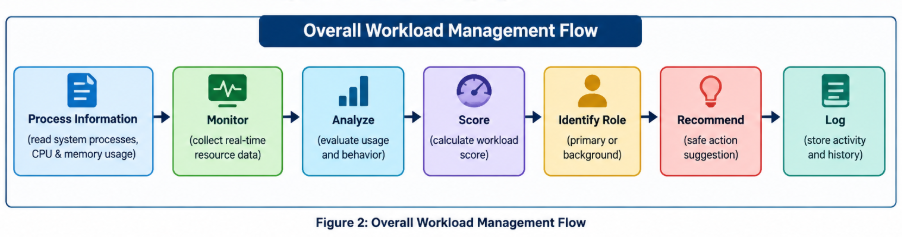 Overall Workload Management Flow
Process Information
(read system processes,
CPU & memory usage)
Monitor
(collect real-time
resource data)
Analyze
(evaluate usage
and behavior)
Score
(calculate workload
score)
Identify Role
(primary or
background)
Recommend
(safe action
suggestion)
Log
(store activity
and history)
Figure 2: Overall Workload Management Flow